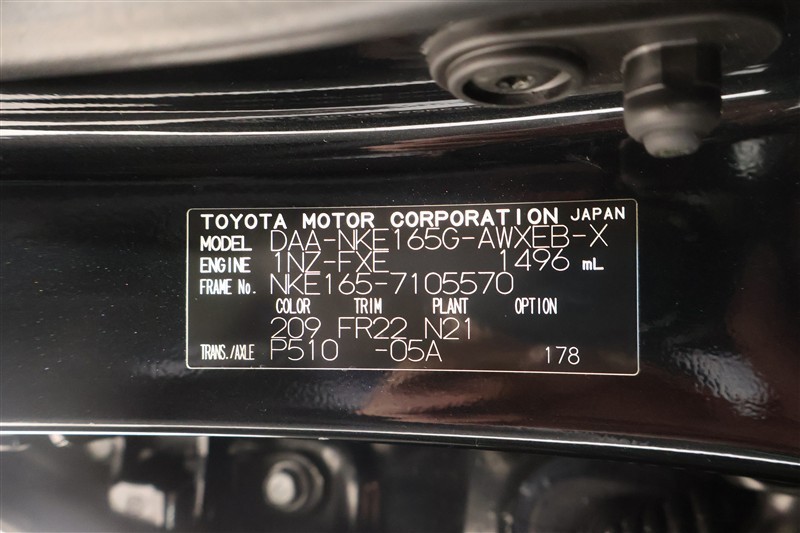 TOYOTA MOTOR CORPORATION JAPAN
MODEL DAA-NKE165G-AWXEB-X
ENGINE 1NZ-FXE 1496 mL
FRAME No. NKE165-7105570
COLOR TRIM PLANT OPTION
209 FR22 N21
TRANS./AXLE P510 -05A 178